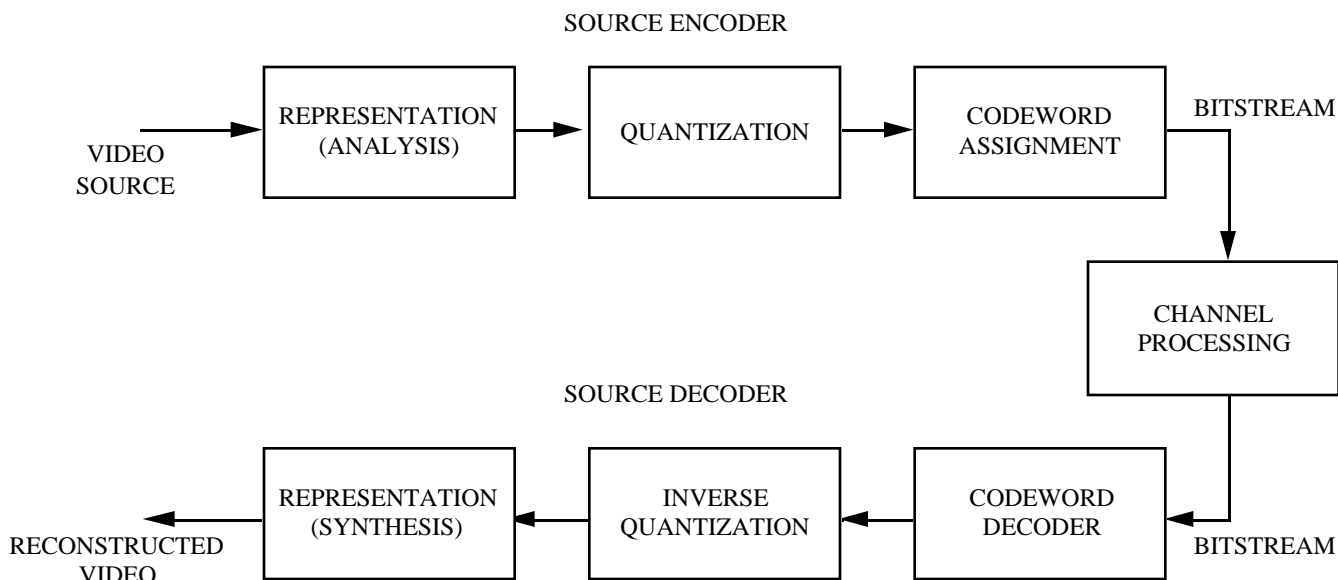 SOURCE ENCODER
REPRESENTATION
(ANALYSIS)
QUANTIZATION
CODEWORD
ASSIGNMENT
BITSTREAM
VIDEO
SOURCE
CHANNEL
PROCESSING
SOURCE DECODER
REPRESENTATION
(SYNTHESIS)
INVERSE
QUANTIZATION
CODEWORD
DECODER
BITSTREAM
RECONSTRUCTED
VIDEO